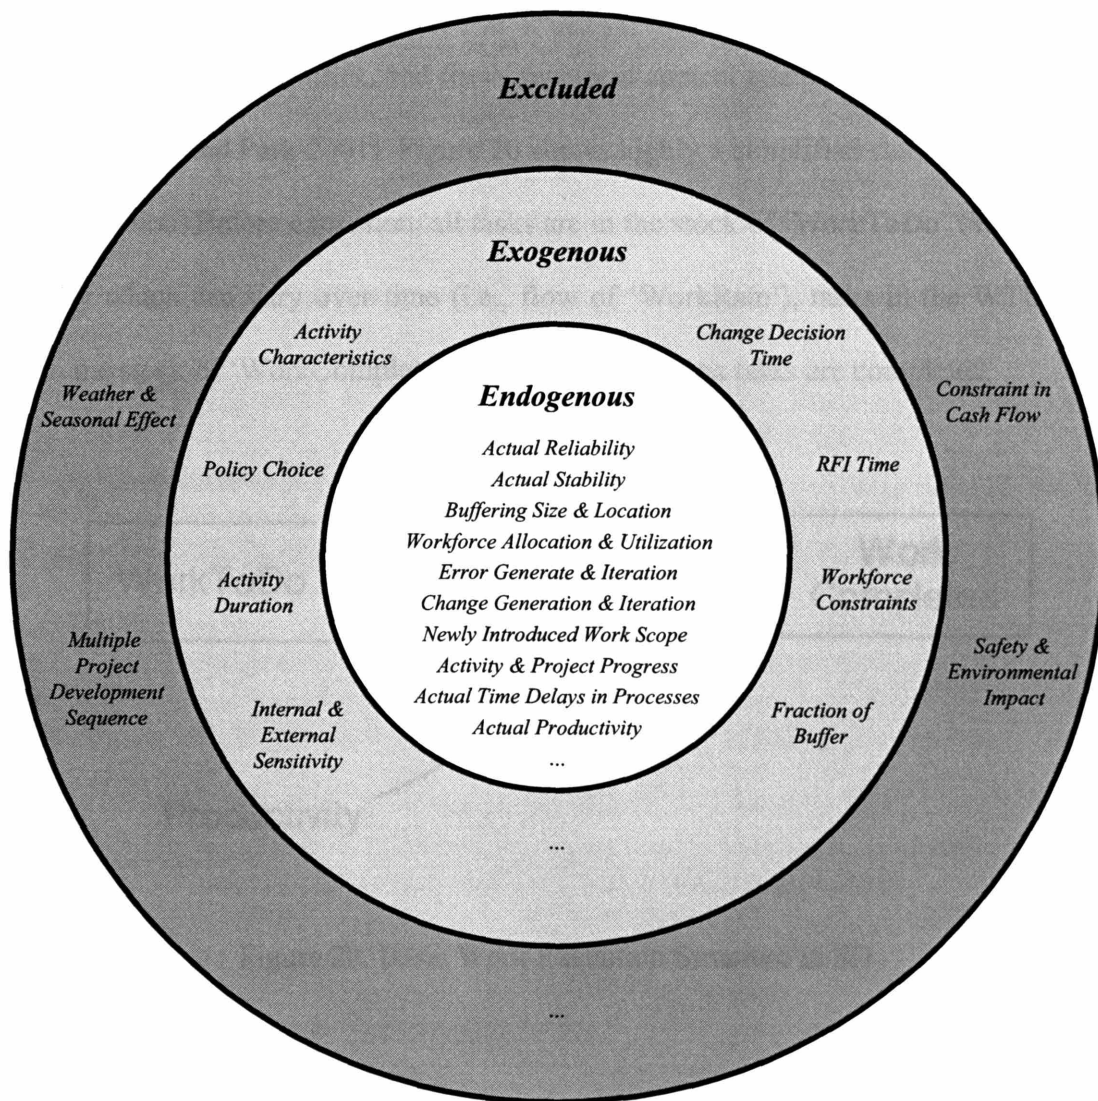 Excluded
Exogenous
Activity
Characteristics
Change Decision
Time
Weather &
Seasonal Effect
Endogenous
Constraint in
Cash Flow
Policy Choice
RFI Time
Actual Reliability
Actual Stability
Buffering Size & Location
Workforce Allocation & Utilization
Error Generate & Iteration
Change Generation & Iteration
Newly Introduced Work Scope
Activity & Project Progress
Actual Time Delays in Processes
Actual Productivity
...
Activity
Duration
Workforce
Constraints
Multiple
Project
Development
Sequence
Safety &
Environmental
Impact
Internal &
External
Sensitivity
Fraction of
Buffer
...
...